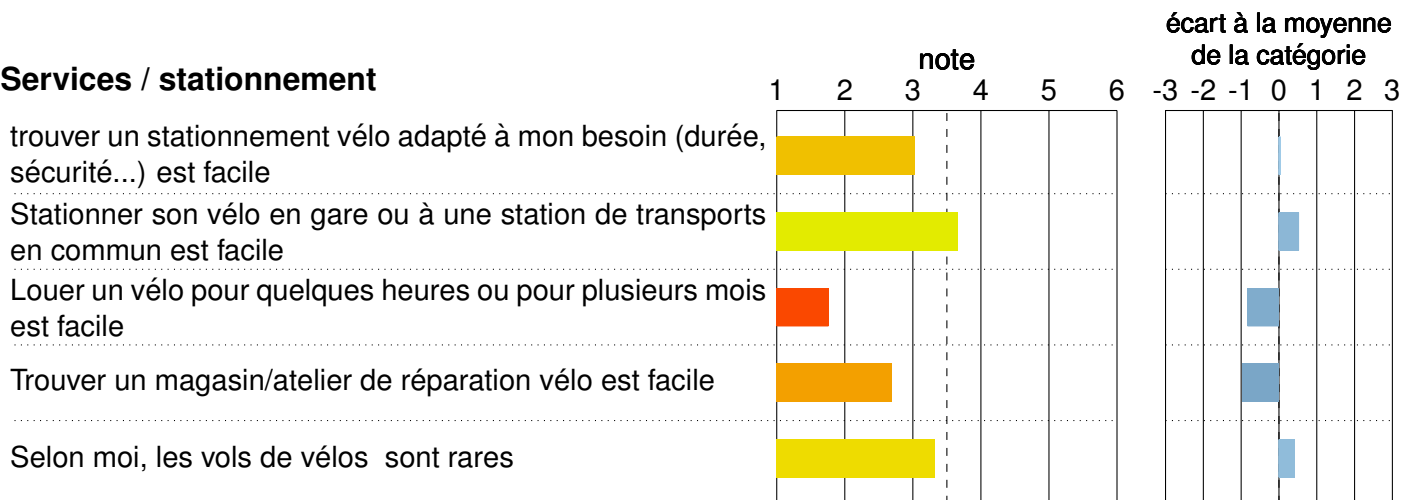 écart à la moyenne
note de la catégorie
Services / stationnement
1 2 3 4 5 6 -3 -2 -1 0 1 2 3
trouver un stationnement vélo adapté à mon besoin (durée,
sécurité...) est facile
Stationner son vélo en gare ou à une station de transports
en commun est facile
Louer un vélo pour quelques heures ou pour plusieurs mois
est facile
Trouver un magasin/atelier de réparation vélo est facile
Selon moi, les vols de vélos sont rares